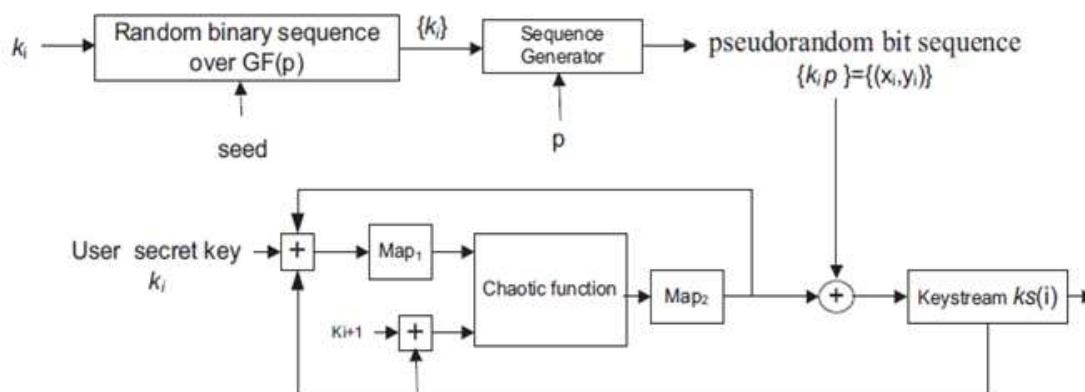 kᵢ
Random binary sequence
over GF(p)
{kᵢ}
Sequence
Generator
pseudorandom bit sequence
{kᵢp }={(xᵢ,yᵢ)}
seed
p
User secret key
kᵢ
+
Map₁
Chaotic function
Map₂
+
Keystream ks(i)
Ki+1
+